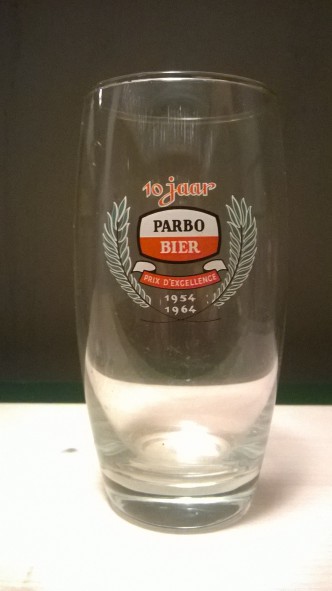 10 jaar
PARBO
BIER
PRIX D'EXCELLENCE
1954
1964